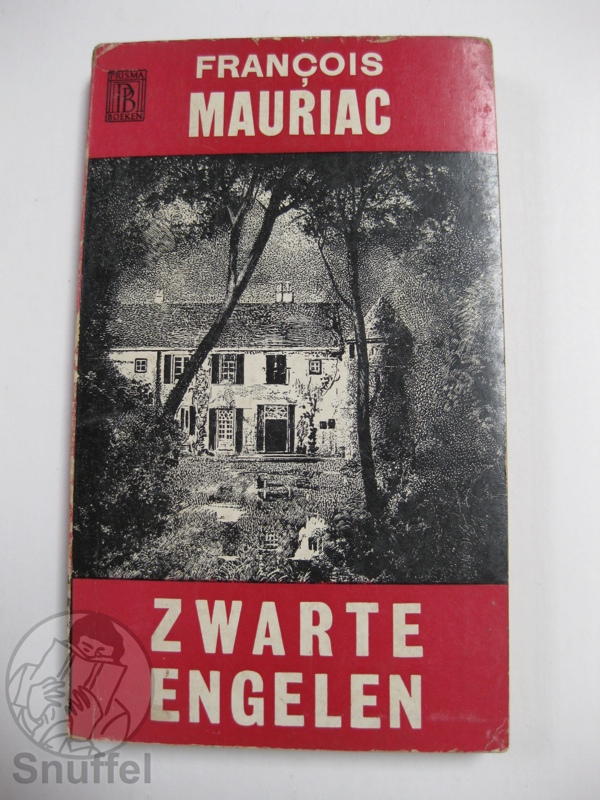 PRISMA
PB
BOEKEN
FRANÇOIS
MAURIAC
ZWARTE
ENGELEN
Snuffel